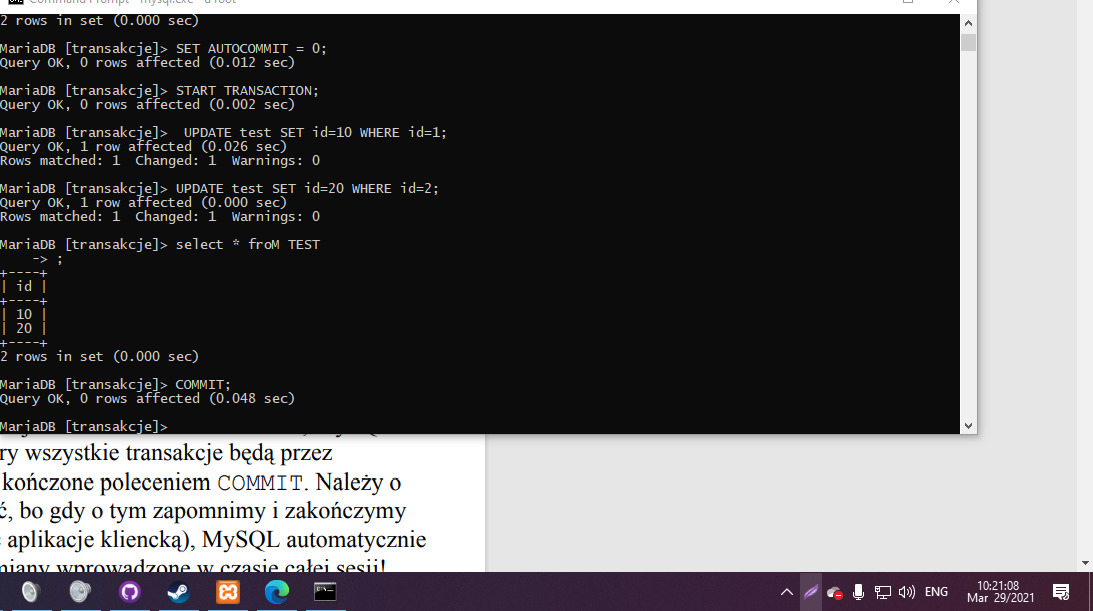 Command Prompt - mysql.exe -u root
2 rows in set (0.000 sec)
MariaDB [transakcje]> SET AUTOCOMMIT = 0;
Query OK, 0 rows affected (0.012 sec)
MariaDB [transakcje]> START TRANSACTION;
Query OK, 0 rows affected (0.002 sec)
MariaDB [transakcje]>  UPDATE test SET id=10 WHERE id=1;
Query OK, 1 row affected (0.026 sec)
Rows matched: 1  Changed: 1  Warnings: 0
MariaDB [transakcje]> UPDATE test SET id=20 WHERE id=2;
Query OK, 1 row affected (0.000 sec)
Rows matched: 1  Changed: 1  Warnings: 0
MariaDB [transakcje]> select * froM TEST
    -> ;
+----+
| id |
+----+
| 10 |
| 20 |
+----+
2 rows in set (0.000 sec)
MariaDB [transakcje]> COMMIT;
Query OK, 0 rows affected (0.048 sec)
MariaDB [transakcje]>
ry wszystkie transakcje będą przez
kończone poleceniem COMMIT. Należy o
ć, bo gdy o tym zapomnimy i zakończymy
aplikacje kliencką), MySQL automatycznie
miany wprowadzone w czasie całej sesji!
ENG
10:21:08
Mar 29/2021